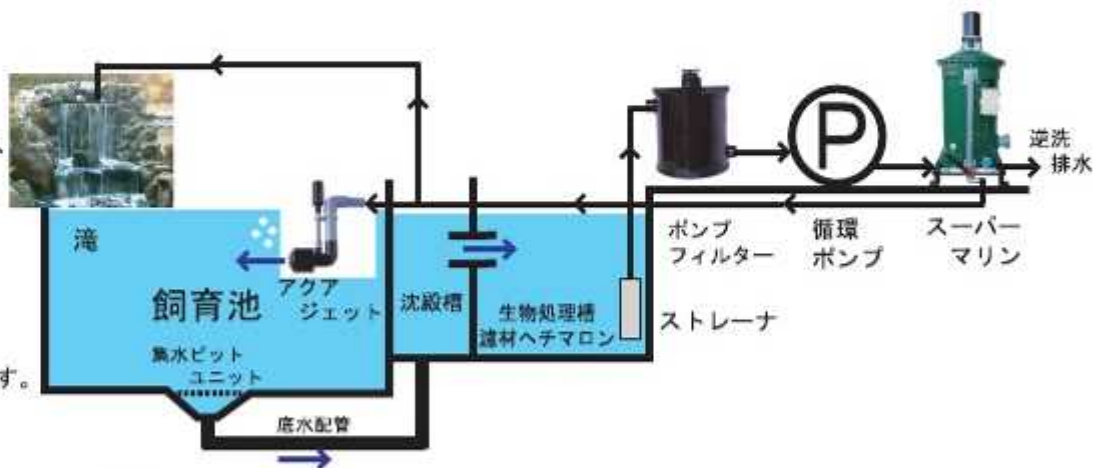 逆洗
排水
P
ポンプ
フィルター
循環
ポンプ
スーパー
マリン
滝
アクア
ジェット
飼育池
沈殿槽
生物処理槽
濾材ヘチマロン
ストレーナ
集水ピット
ユニット
す。
底水配管